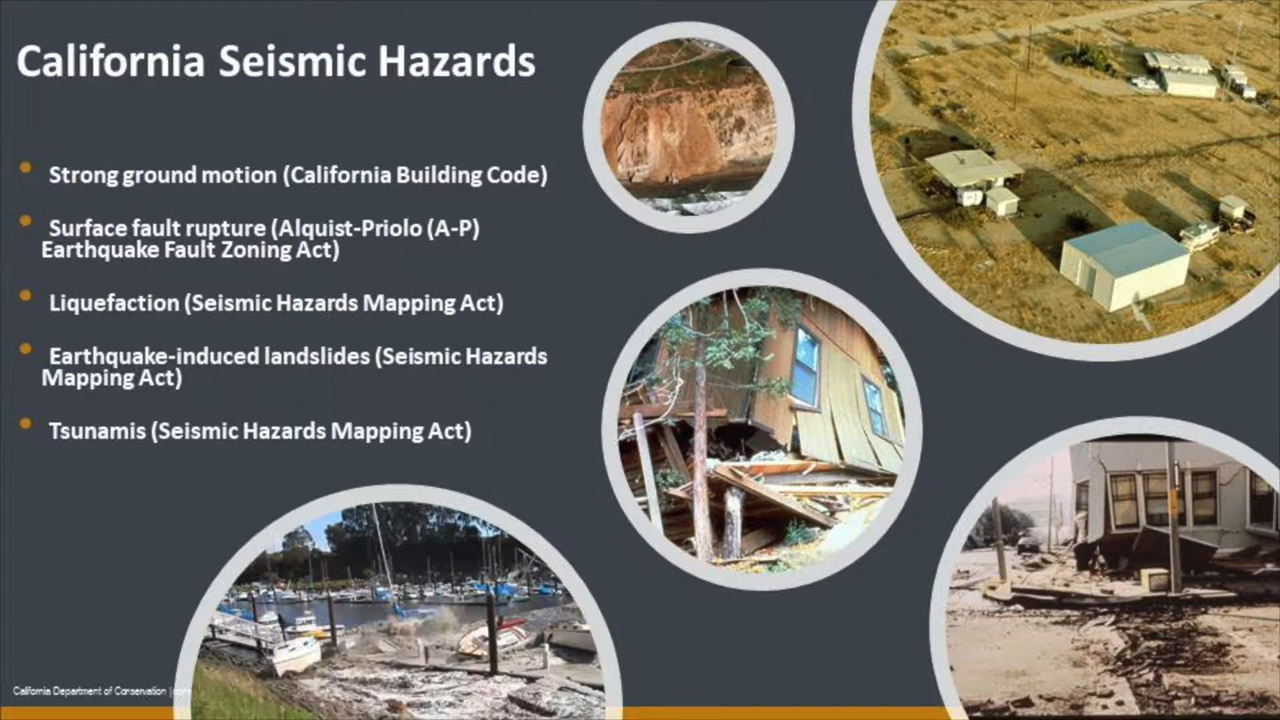 California Seismic Hazards
Strong ground motion (California Building Code)
Surface fault rupture (Alquist-Priolo (A-P)
Earthquake Fault Zoning Act)
Liquefaction (Seismic Hazards Mapping Act)
Earthquake-induced landslides (Seismic Hazards
Mapping Act)
Tsunamis (Seismic Hazards Mapping Act)
California Department of Conservation |